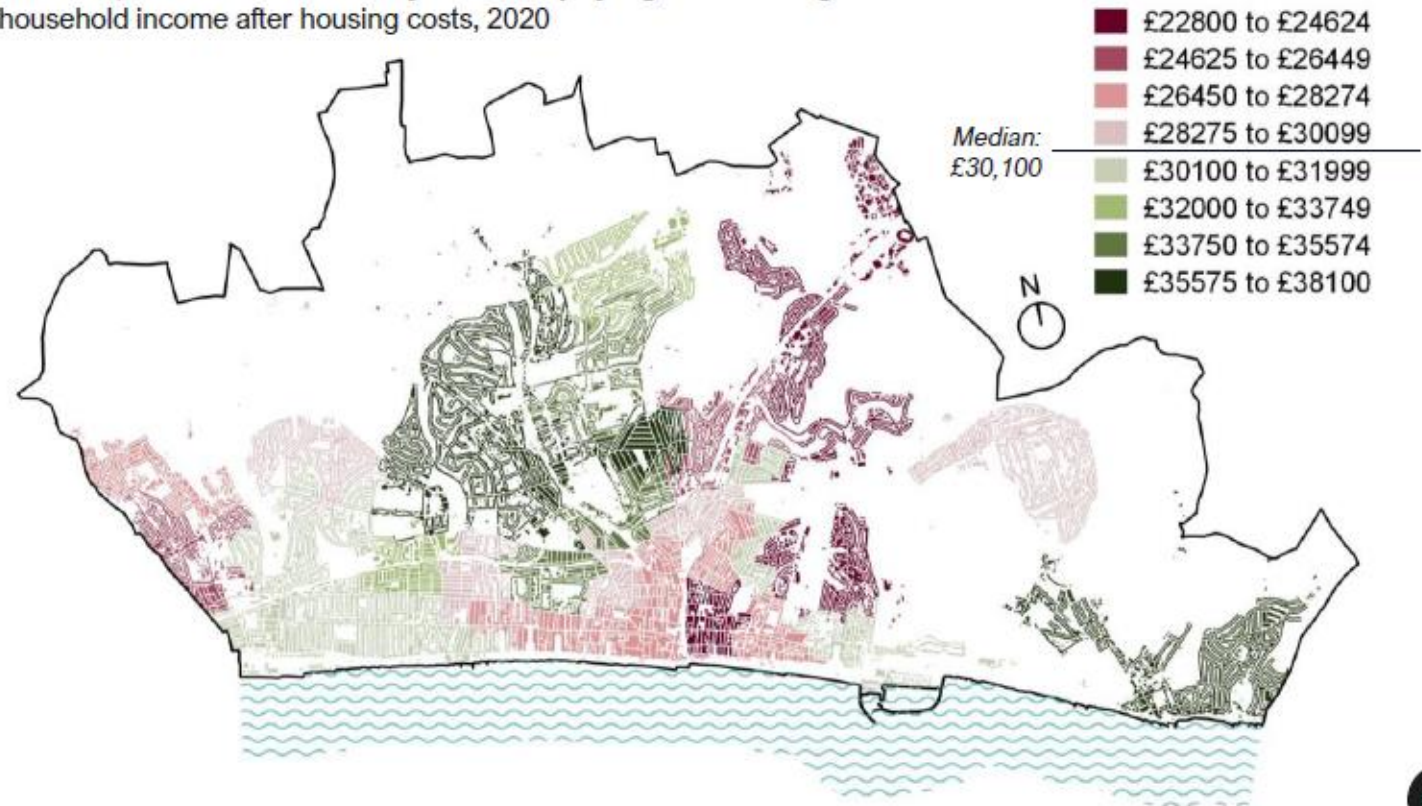 household income after housing costs, 2020
£22800 to £24624
£24625 to £26449
£26450 to £28274
£28275 to £30099
Median:
£30,100
£30100 to £31999
£32000 to £33749
£33750 to £35574
£35575 to £38100
N